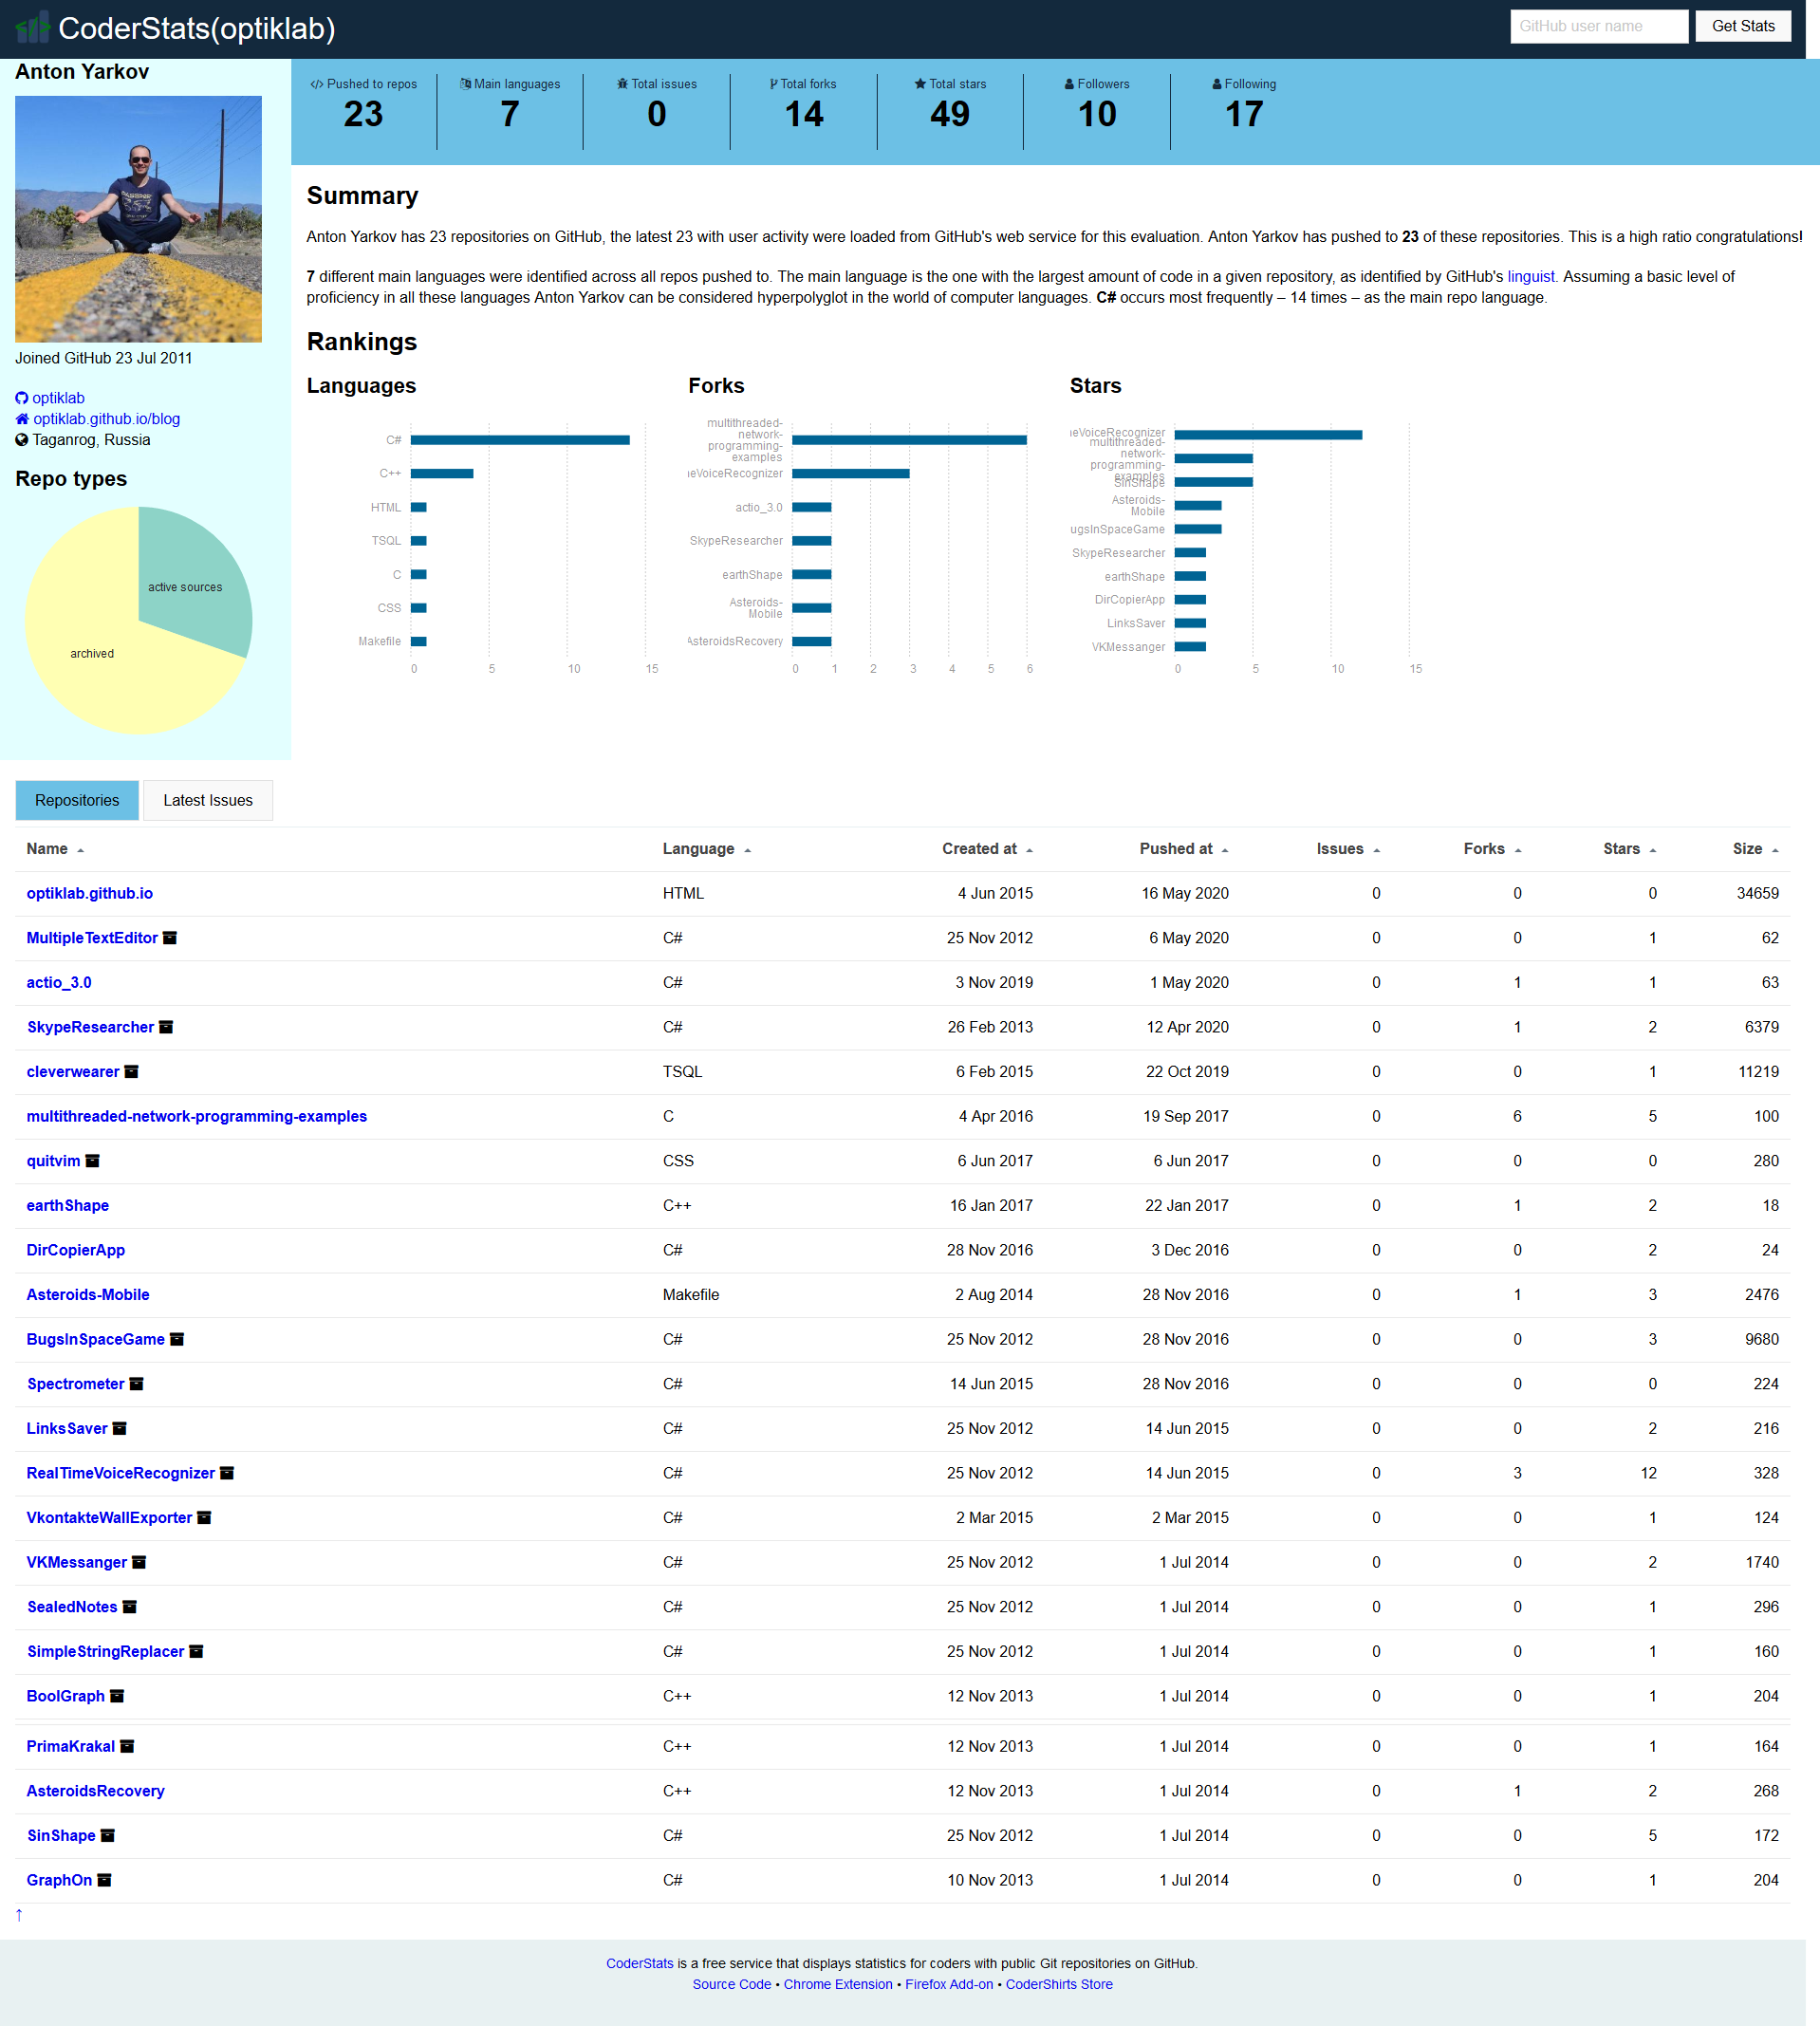 CoderStats(optiklab)
GitHub user name
Get Stats
Anton Yarkov
Joined GitHub 23 Jul 2011
optiklab
optiklab.github.io/blog
Taganrog, Russia
Repo types
active sources
archived
Pushed to repos
23
Main languages
7
Total issues
0
Total forks
14
Total stars
49
Followers
10
Following
17
Summary
Anton Yarkov has 23 repositories on GitHub, the latest 23 with user activity were loaded from GitHub's web service for this evaluation. Anton Yarkov has pushed to 23 of these repositories. This is a high ratio congratulations!
7 different main languages were identified across all repos pushed to. The main language is the one with the largest amount of code in a given repository, as identified by GitHub's linguist. Assuming a basic level of
proficiency in all these languages Anton Yarkov can be considered hyperpolyglot in the world of computer languages. C# occurs most frequently – 14 times – as the main repo language.
Rankings
Languages
C#
C++
HTML
TSQL
C
CSS
Makefile
0 5 10 15
Forks
multithreaded-
network-
programming-
examples
neVoiceRecognizer
actio_3.0
SkypeResearcher
earthShape
Asteroids-
Mobile
AsteroidsRecovery
0 1 2 3 4 5 6
Stars
neVoiceRecognizer
multithreaded-
network-
programming-
examples
SinShape
Asteroids-
Mobile
ugsInSpaceGame
SkypeResearcher
earthShape
DirCopierApp
LinksSaver
VKMessanger
0 5 10 15
Repositories
Latest Issues
Name Language Created at Pushed at Issues Forks Stars Size
optiklab.github.io HTML 4 Jun 2015 16 May 2020 0 0 0 34659
MultipleTextEditor C# 25 Nov 2012 6 May 2020 0 0 1 62
actio_3.0 C# 3 Nov 2019 1 May 2020 0 1 1 63
SkypeResearcher C# 26 Feb 2013 12 Apr 2020 0 1 2 6379
cleverwearer TSQL 6 Feb 2015 22 Oct 2019 0 0 1 11219
multithreaded-network-programming-examples C 4 Apr 2016 19 Sep 2017 0 6 5 100
quitvim CSS 6 Jun 2017 6 Jun 2017 0 0 0 280
earthShape C++ 16 Jan 2017 22 Jan 2017 0 1 2 18
DirCopierApp C# 28 Nov 2016 3 Dec 2016 0 0 2 24
Asteroids-Mobile Makefile 2 Aug 2014 28 Nov 2016 0 1 3 2476
BugsInSpaceGame C# 25 Nov 2012 28 Nov 2016 0 0 3 9680
Spectrometer C# 14 Jun 2015 28 Nov 2016 0 0 0 224
LinksSaver C# 25 Nov 2012 14 Jun 2015 0 0 2 216
RealTimeVoiceRecognizer C# 25 Nov 2012 14 Jun 2015 0 3 12 328
VkontakteWallExporter C# 2 Mar 2015 2 Mar 2015 0 0 1 124
VKMessanger C# 25 Nov 2012 1 Jul 2014 0 0 2 1740
SealedNotes C# 25 Nov 2012 1 Jul 2014 0 0 1 296
SimpleStringReplacer C# 25 Nov 2012 1 Jul 2014 0 0 1 160
BoolGraph C++ 12 Nov 2013 1 Jul 2014 0 0 1 204
PrimaKrakal C++ 12 Nov 2013 1 Jul 2014 0 0 1 164
AsteroidsRecovery C++ 12 Nov 2013 1 Jul 2014 0 1 2 268
SinShape C# 25 Nov 2012 1 Jul 2014 0 0 5 172
GraphOn C# 10 Nov 2013 1 Jul 2014 0 0 1 204
↑
CoderStats is a free service that displays statistics for coders with public Git repositories on GitHub.
Source Code • Chrome Extension • Firefox Add-on • CoderShirts Store